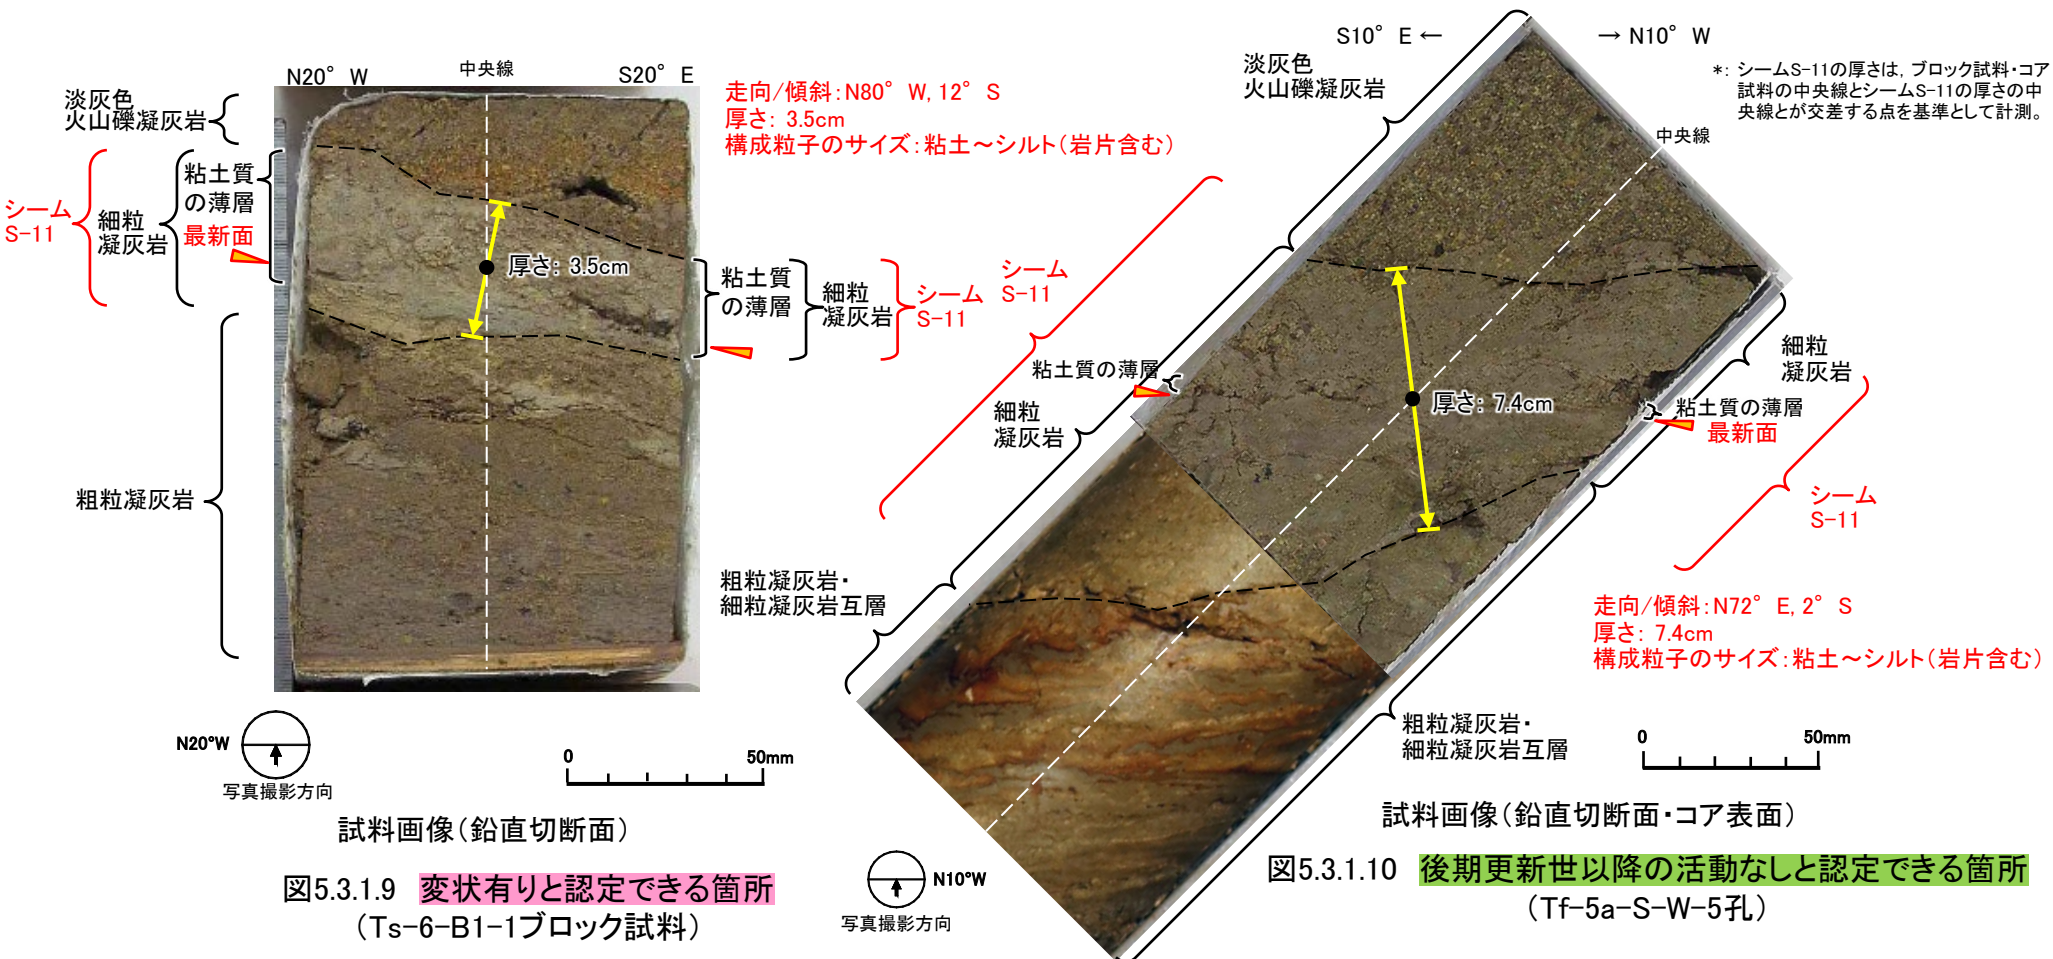 N20° W
中央線
S20° E
淡灰色
火山礫凝灰岩
粘土質
の薄層
最新面
細粒
凝灰岩
シーム
S-11
粗粒凝灰岩
走向/傾斜:N80° W, 12° S
厚さ: 3.5cm
構成粒子のサイズ:粘土～シルト(岩片含む)
厚さ: 3.5cm
粘土質
の薄層
細粒
凝灰岩
シーム
S-11
N20°W
写真撮影方向
0
50mm
試料画像(鉛直切断面)
図5.3.1.9 変状有りと認定できる箇所
(Ts-6-B1-1ブロック試料)
S10° E ←
→ N10° W
淡灰色
火山礫凝灰岩
*: シームS-11の厚さは, ブロック試料・コア
試料の中央線とシームS-11の厚さの中
央線とが交差する点を基準として計測。
中央線
シーム
S-11
粘土質の薄層
細粒
凝灰岩
厚さ: 7.4cm
細粒
凝灰岩
粘土質の薄層
最新面
シーム
S-11
粗粒凝灰岩・
細粒凝灰岩互層
走向/傾斜:N72° E, 2° S
厚さ: 7.4cm
構成粒子のサイズ:粘土～シルト(岩片含む)
粗粒凝灰岩・
細粒凝灰岩互層
0
50mm
N10°W
写真撮影方向
試料画像(鉛直切断面・コア表面)
図5.3.1.10 後期更新世以降の活動なしと認定できる箇所
(Tf-5a-S-W-5孔)